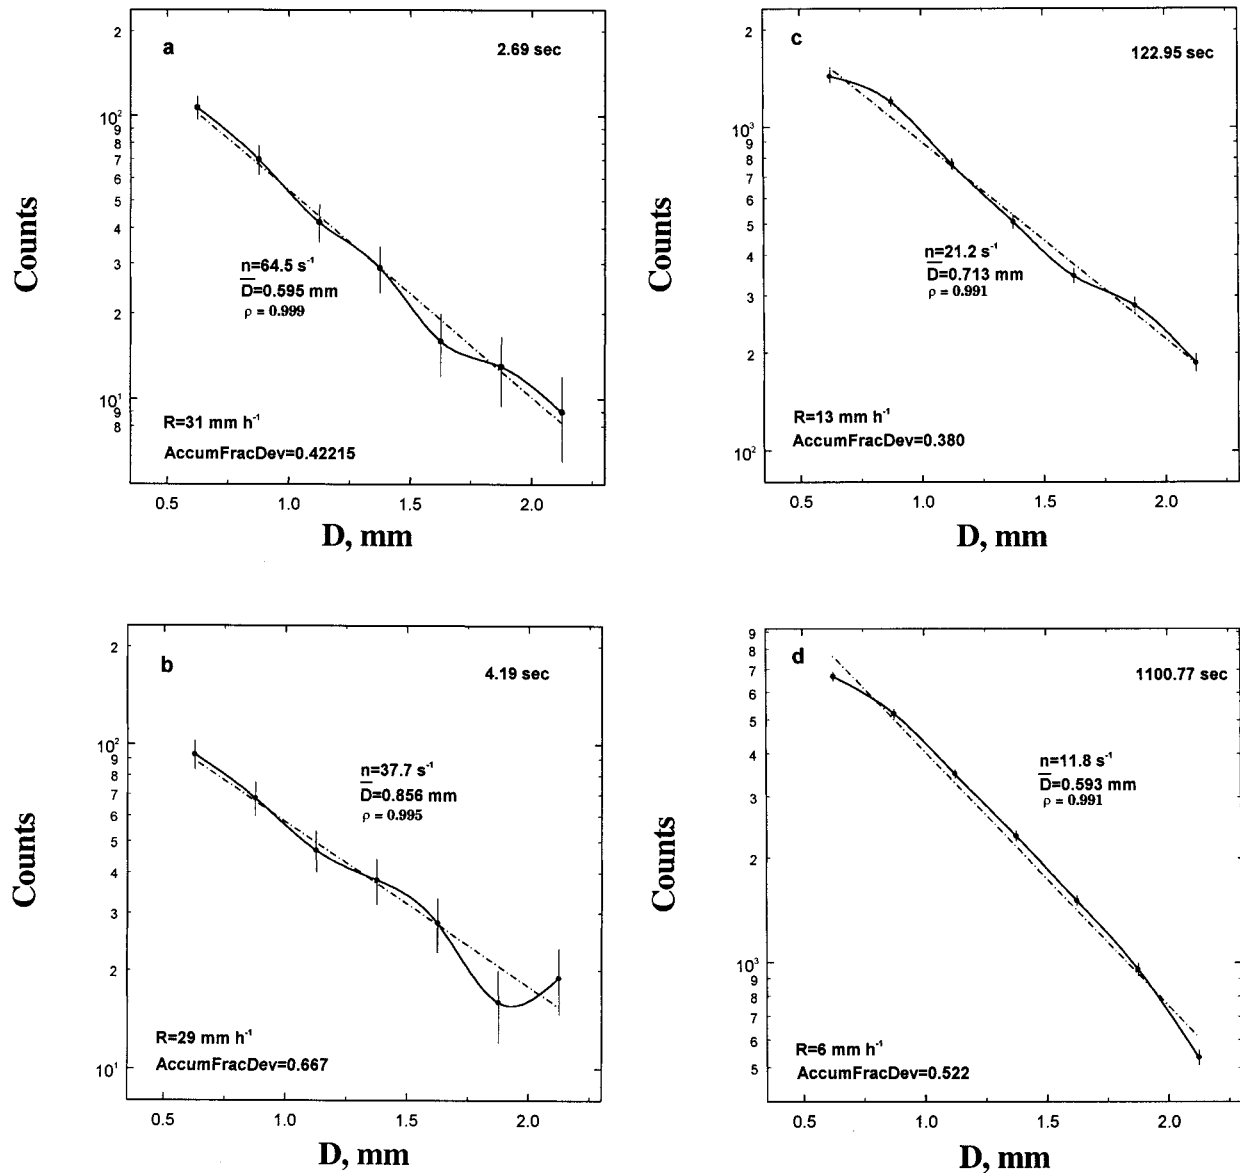 a
2.69 sec
Counts
10²
9
8
7
6
5
4
3
2
10¹
9
8
2
n=64.5 s⁻¹
D̅=0.595 mm
ρ = 0.999
R=31 mm h⁻¹
AccumFracDev=0.42215
0.5 1.0 1.5 2.0
D, mm
c
122.95 sec
Counts
2
10³
9
8
7
6
5
4
3
2
10²
n=21.2 s⁻¹
D̅=0.713 mm
ρ = 0.991
R=13 mm h⁻¹
AccumFracDev=0.380
0.5 1.0 1.5 2.0
D, mm
b
4.19 sec
Counts
2
10²
9
8
7
6
5
4
3
2
10¹
n=37.7 s⁻¹
D̅=0.856 mm
ρ = 0.995
R=29 mm h⁻¹
AccumFracDev=0.667
0.5 1.0 1.5 2.0
D, mm
d
1100.77 sec
Counts
9
8
7
6
5
4
3
2
10³
9
8
7
6
5
n=11.8 s⁻¹
D̅=0.593 mm
ρ = 0.991
R=6 mm h⁻¹
AccumFracDev=0.522
0.5 1.0 1.5 2.0
D, mm